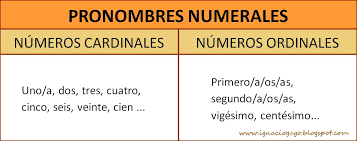 PRONOMBRES NUMERALES
NÚMEROS CARDINALES
NÚMEROS ORDINALES
Uno/a, dos, tres, cuatro,
cinco, seis, veinte, cien ...
Primero/a/os/as,
segundo/a/os/as,
vigésimo, centésimo...
www.ignaciogago.blogspot.com